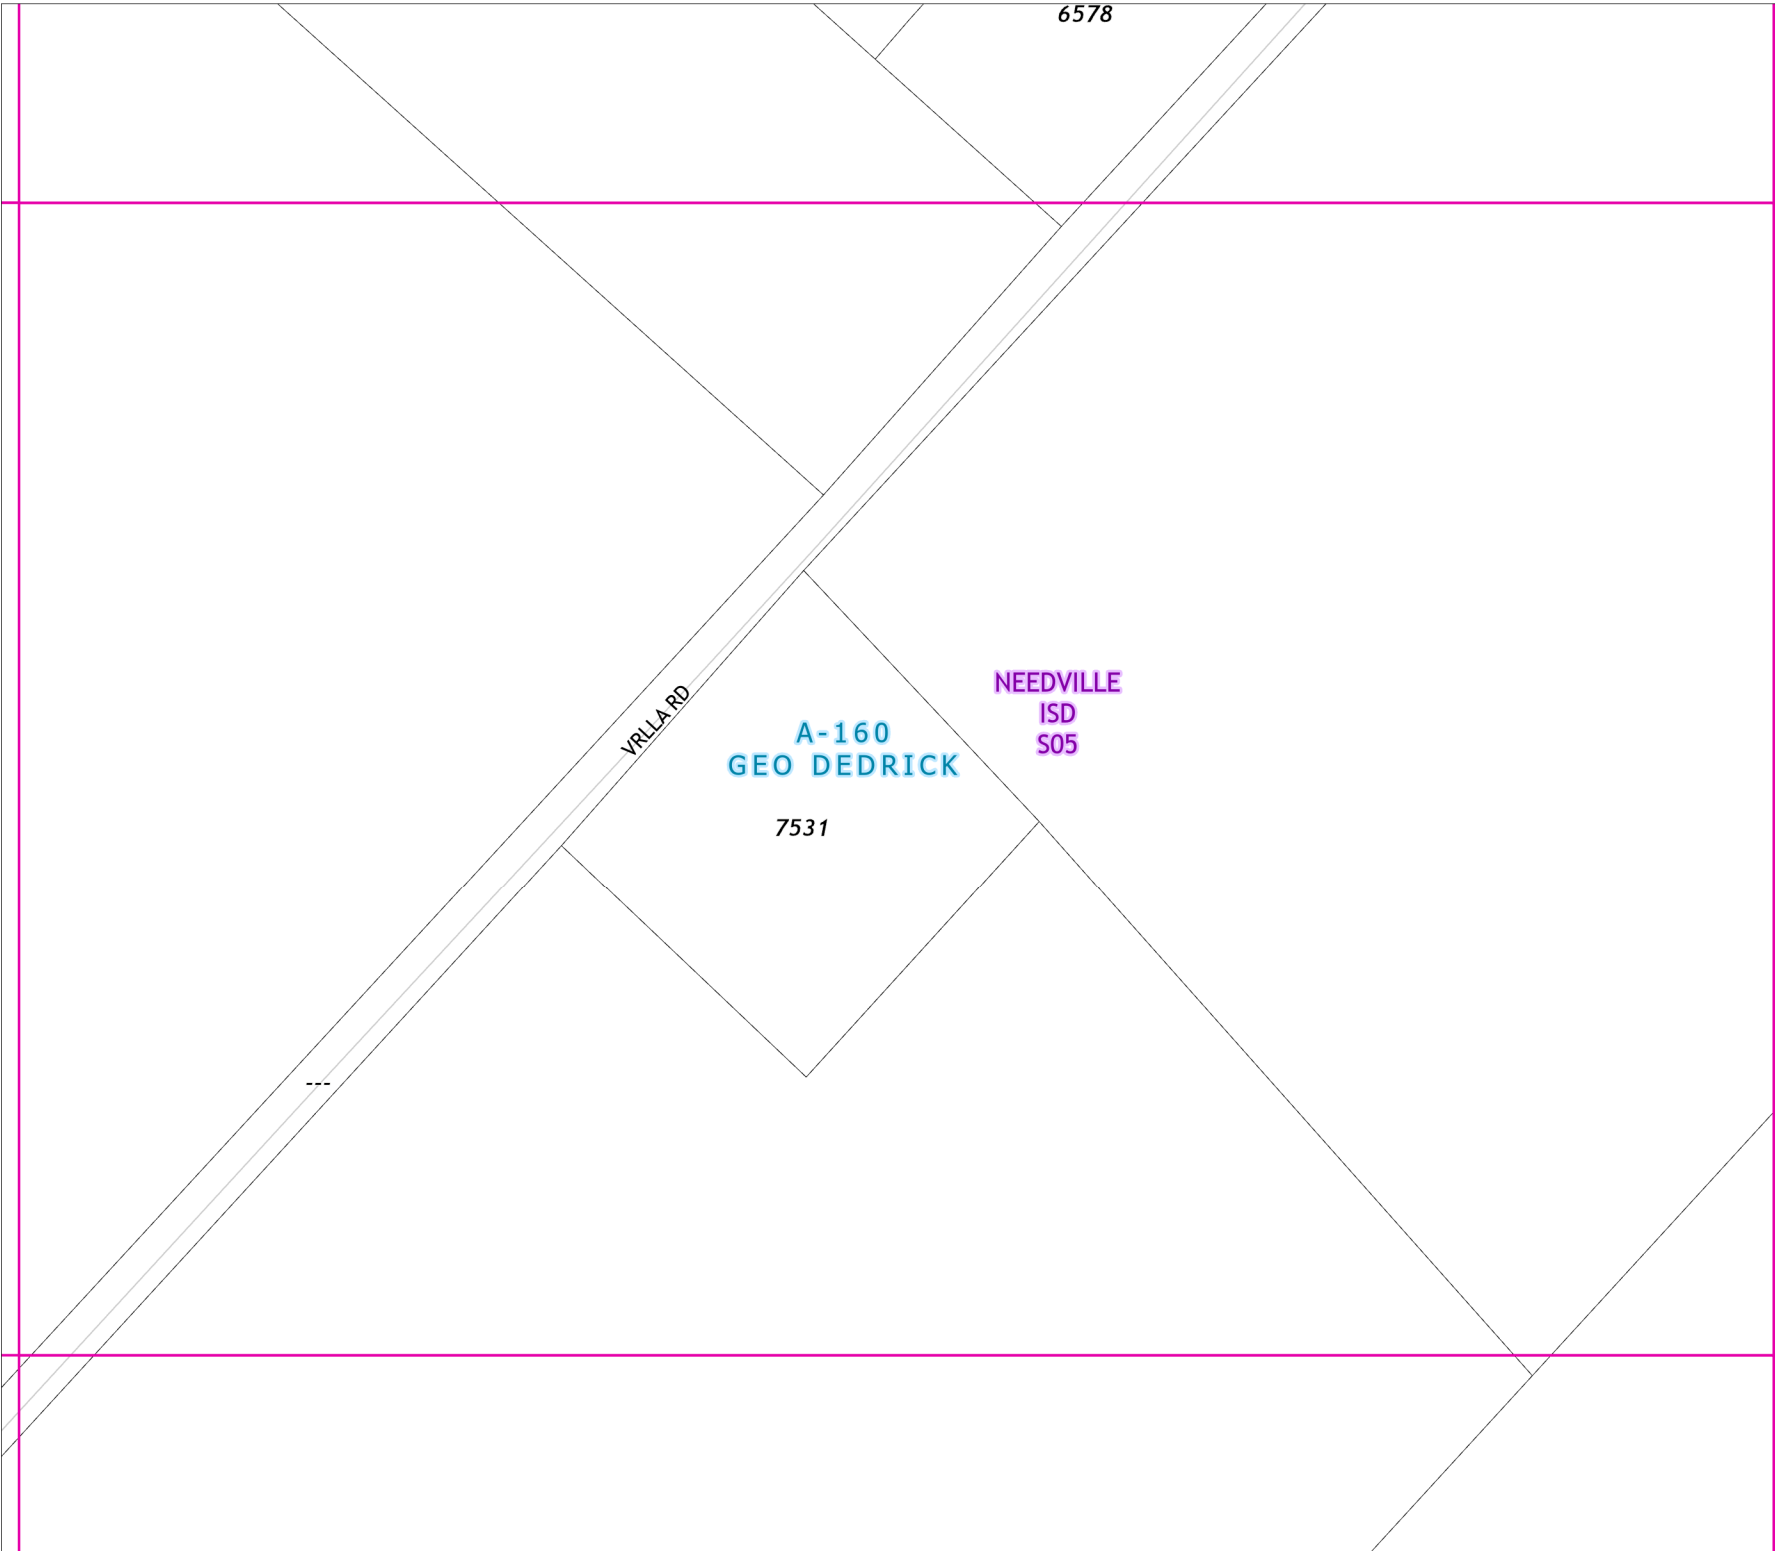 6578
NEEDVILLE
ISD
S05
VRLLA RD
A-160
GEO DEDRICK
7531
---